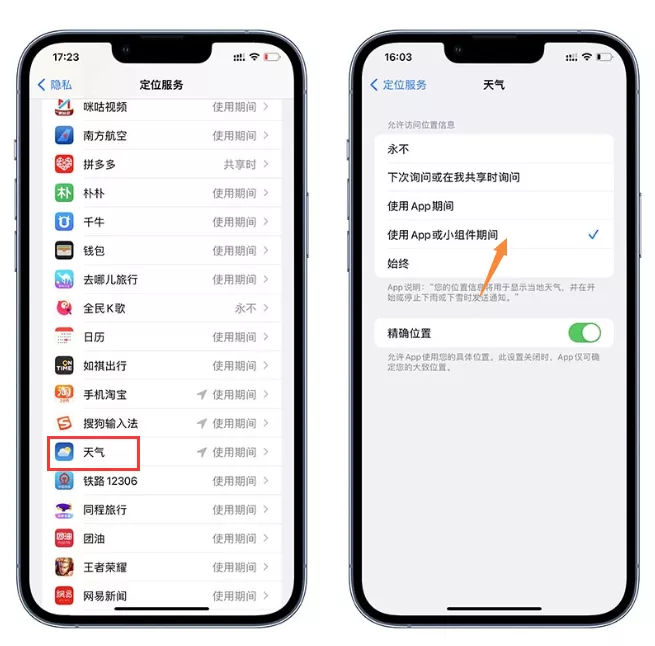 17:23
隐私
定位服务
咪咕视频 使用期间
南方航空 使用期间
拼多多 共享时
朴朴 使用期间
千牛 使用期间
钱包 使用期间
去哪儿旅行 使用期间
全民K歌 永不
日历 使用期间
如祺出行 使用期间
手机淘宝 使用期间
搜狗输入法 使用期间
天气 使用期间
铁路 12306 使用期间
同程旅行 使用期间
团油 使用期间
王者荣耀 使用期间
网易新闻 使用期间
16:03
定位服务
天气
允许访问位置信息
永不
下次询问或在我共享时询问
使用 App 期间
使用 App 或小组件期间
始终
App 说明：“您的位置信息将用于显示当地天气，并在开
始或停止下雨或下雪时发送通知。”
精确位置
允许 App 使用您的具体位置。此设置关闭时，App 仅可确
定您的大致位置。